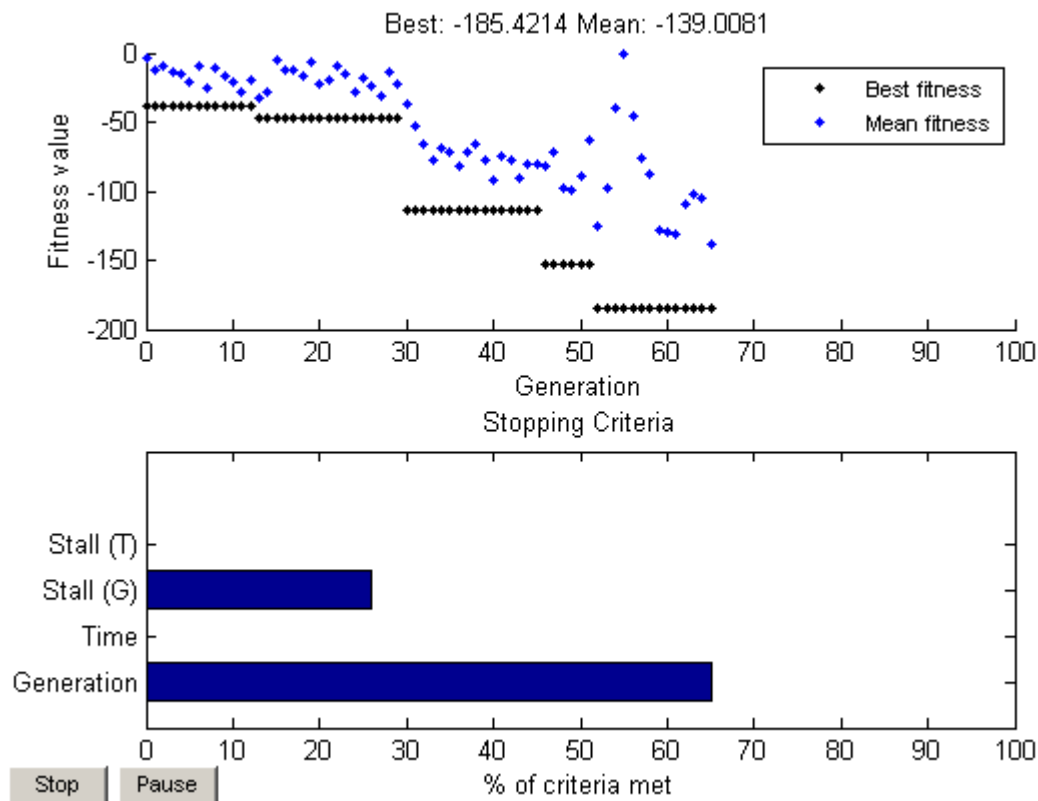 Best: -185.4214 Mean: -139.0081
Fitness value
0
-50
-100
-150
-200
Best fitness
Mean fitness
0 10 20 30 40 50 60 70 80 90 100
Generation
Stopping Criteria
Stall (T)
Stall (G)
Time
Generation
0 10 20 30 40 50 60 70 80 90 100
% of criteria met
Stop
Pause